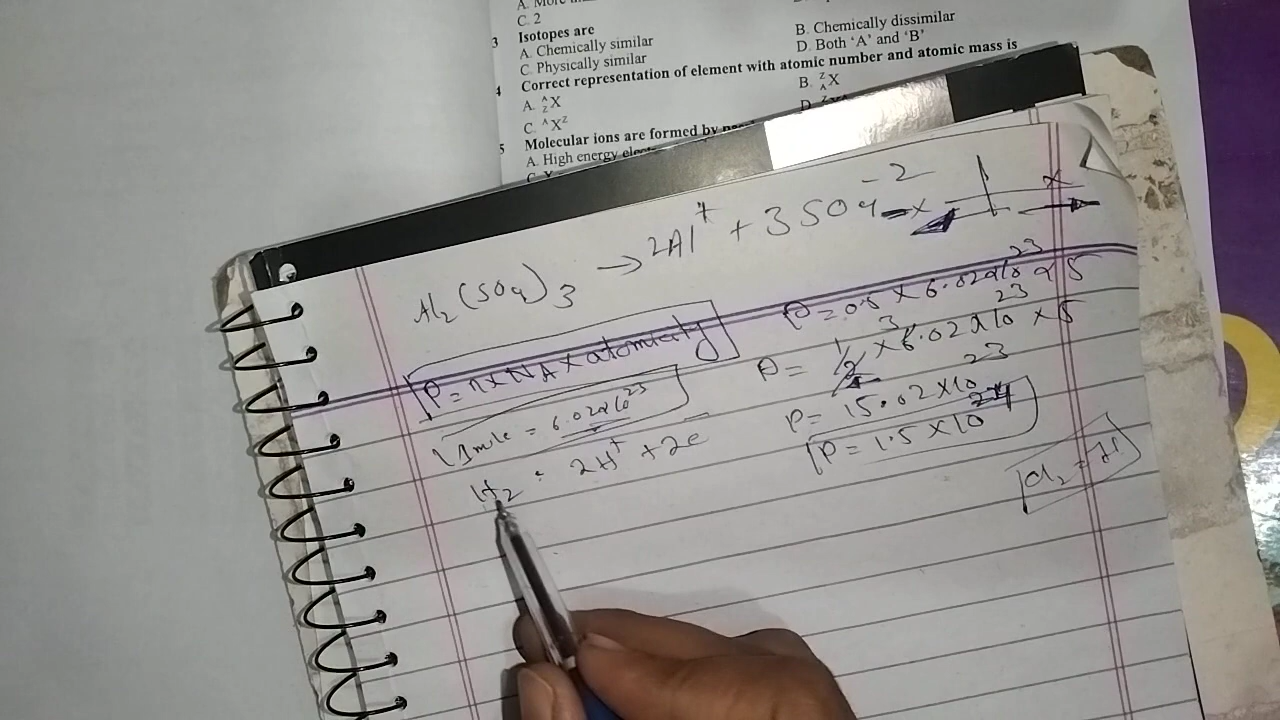 A. More
C. 2
3 Isotopes are
A. Chemically similar
B. Chemically dissimilar
C. Physically similar
D. Both ‘A’ and ‘B’
4 Correct representation of element with atomic number and atomic mass is
A. ᴬ_Z X
B. ᶻ_A X
C. ᴬXᶻ
D.
5 Molecular ions are formed by
A. High energy
Al₂(SO₄)₃ → 2Al⁺ + 3SO₄⁻²
P = n × NA × atomicity
1 mole = 6.02×10²³
H₂ : 2H⁺ + 2e
P = 0.5 × 6.02×10²³ × 5
P = 1/2 × 6.02×10²³ × 5
P = 15.02 × 10²³
P = 1.5 × 10²⁴